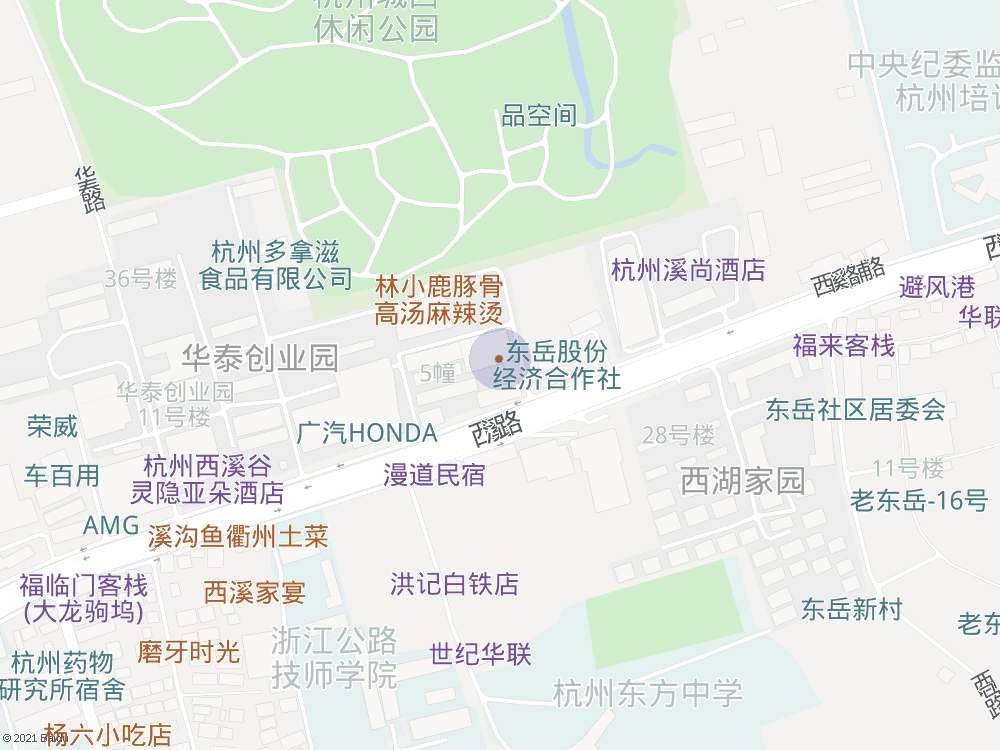 休闲公园
中央纪委监
杭州培训
品空间
华泰路
杭州多拿滋
食品有限公司
36号楼
林小鹿豚骨
高汤麻辣烫
杭州溪尚酒店
西溪路辅路
避风港
华联
福来客栈
华泰创业园
东岳股份
经济合作社
5幢
华泰创业园
11号楼
荣威
广汽HONDA
西溪路
东岳社区居委会
28号楼
车百用
杭州西溪谷
灵隐亚朵酒店
漫道民宿
西湖家园
11号楼
老东岳-16号
AMG
溪沟鱼衢州土菜
福临门客栈
(大龙驹坞)
西溪家宴
洪记白铁店
东岳新村
老东
浙江公路
技师学院
磨牙时光
世纪华联
杭州药物
研究所宿舍
杭州东方中学
杨六小吃店
© 2021 Baidu